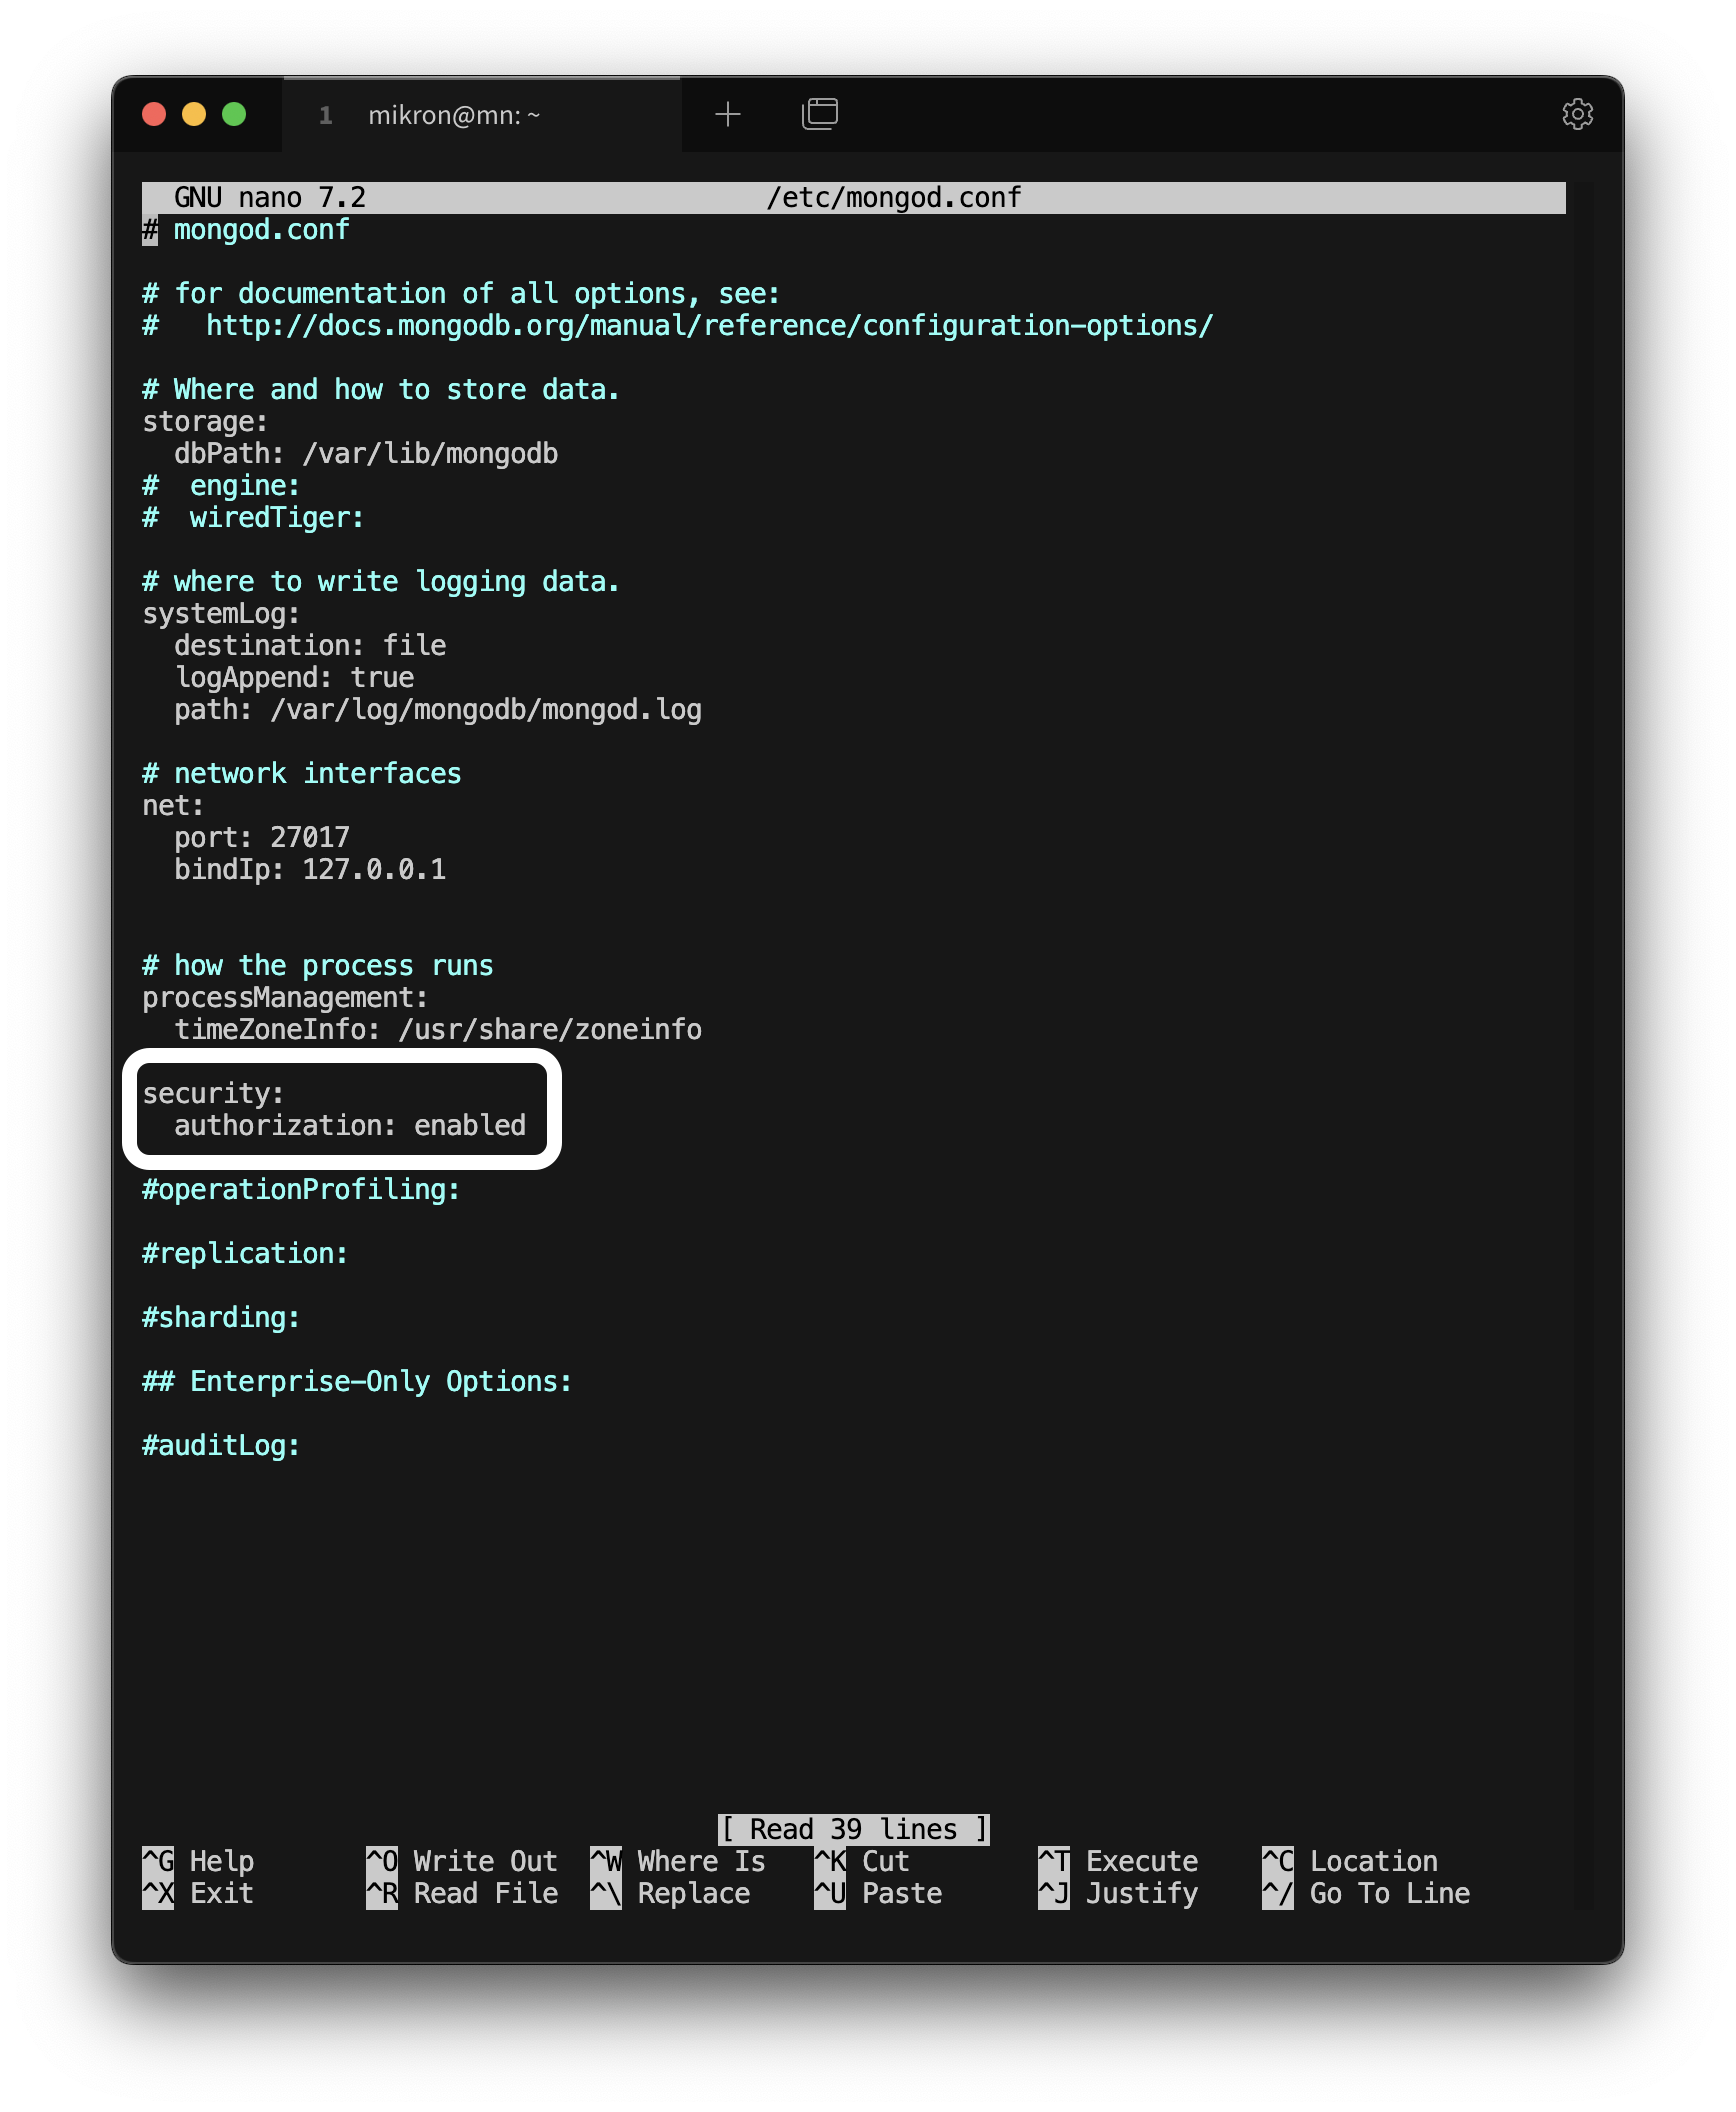 1 mikron@mn: ~
GNU nano 7.2 /etc/mongod.conf
# mongod.conf
# for documentation of all options, see:
#   http://docs.mongodb.org/manual/reference/configuration-options/
# Where and how to store data.
storage:
  dbPath: /var/lib/mongodb
#  engine:
#  wiredTiger:
# where to write logging data.
systemLog:
  destination: file
  logAppend: true
  path: /var/log/mongodb/mongod.log
# network interfaces
net:
  port: 27017
  bindIp: 127.0.0.1
# how the process runs
processManagement:
  timeZoneInfo: /usr/share/zoneinfo
security:
  authorization: enabled
#operationProfiling:
#replication:
#sharding:
## Enterprise-Only Options:
#auditLog:
[ Read 39 lines ]
^G Help ^O Write Out ^W Where Is ^K Cut ^T Execute ^C Location
^X Exit ^R Read File ^\ Replace ^U Paste ^J Justify ^/ Go To Line